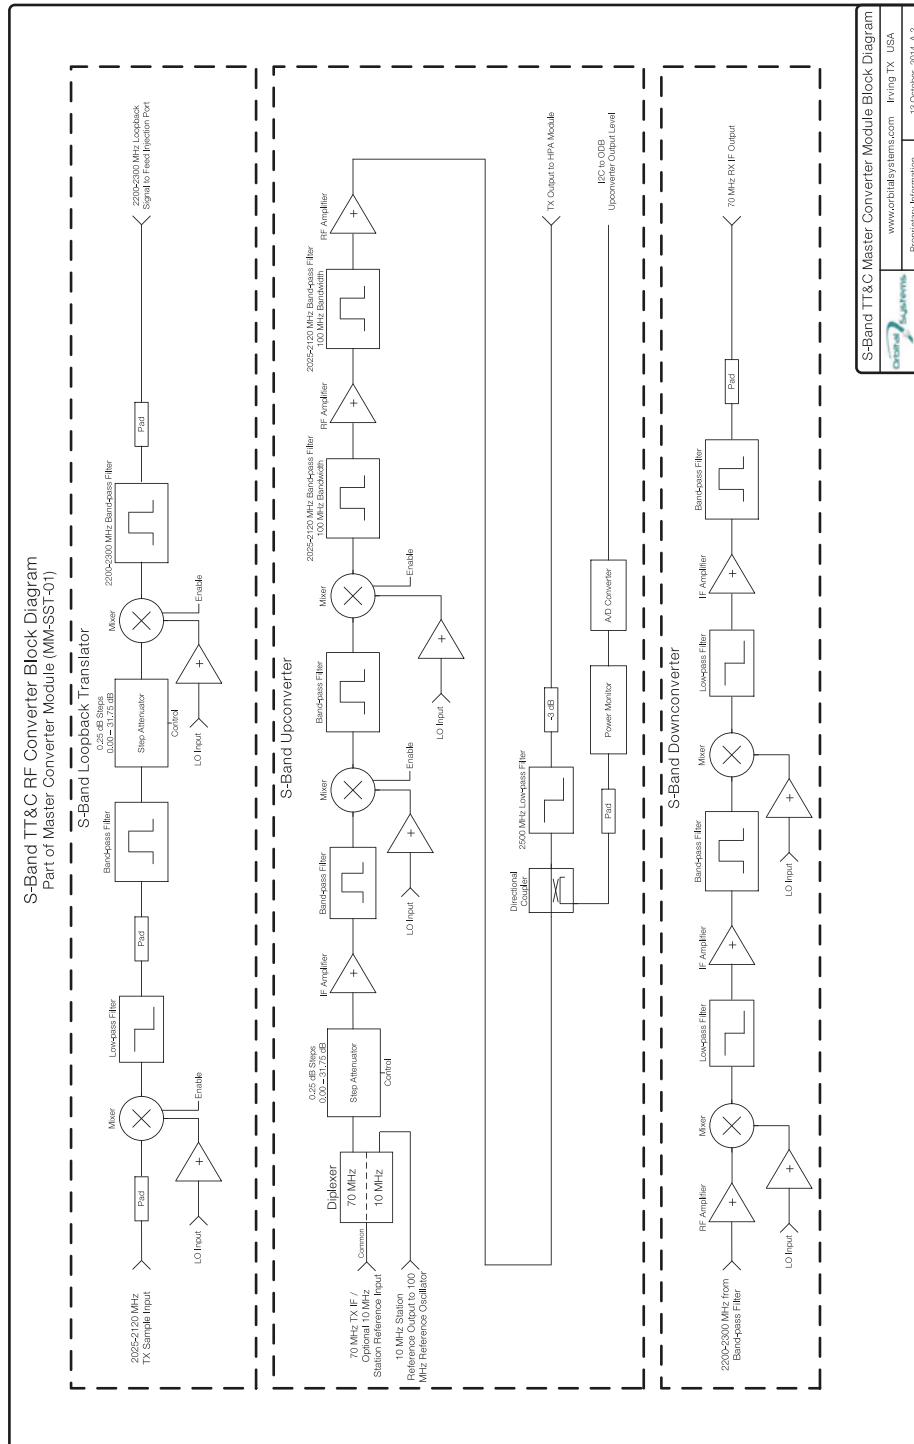 S-Band TT&C RF Converter Block Diagram
Part of Master Converter Module (MM-SST-01)
S-Band Loopback Translator
2025-2120 MHz
TX Sample Input
Pad
LO Input
+
Mixer
Enable
Low-pass Filter
Pad
Band-pass Filter
0.25 dB Steps
0.00 – 31.75 dB
Step Attenuator
Control
LO Input
+
Mixer
Enable
2200-2300 MHz Band-pass Filter
Pad
2200-2300 MHz Loopback
Signal to Feed Injection Port
S-Band Upconverter
70 MHz TX IF /
Optional 10 MHz
Station Reference Input
10 MHz Station
Reference Output to 100
MHz Reference Oscillator
Common
Diplexer
70 MHz
10 MHz
0.25 dB Steps
0.00 – 31.75 dB
Step Attenuator
Control
IF Amplifier
+
Band-pass Filter
LO Input
+
Mixer
Enable
Band-pass Filter
LO Input
+
Mixer
Enable
2025-2120 MHz Band-pass Filter
100 MHz Bandwidth
RF Amplifier
+
2025-2120 MHz Band-pass Filter
100 MHz Bandwidth
RF Amplifier
+
Directional
Coupler
2500 MHz Low-pass Filter
-3 dB
TX Output to HPA Module
Pad
Power Monitor
A/D Converter
I2C to ODB
Upconverter Output Level
S-Band Downconverter
2200-2300 MHz from
Band-pass Filter
RF Amplifier
+
LO Input
+
Mixer
Low-pass Filter
IF Amplifier
+
Band-pass Filter
LO Input
+
Mixer
Low-pass Filter
IF Amplifier
+
Band-pass Filter
Pad
70 MHz RX IF Output
S-Band TT&C Master Converter Module Block Diagram
Orbital Systems
www.orbitalsystems.com Irving TX USA
Proprietary Information
13 October, 2014 A.2